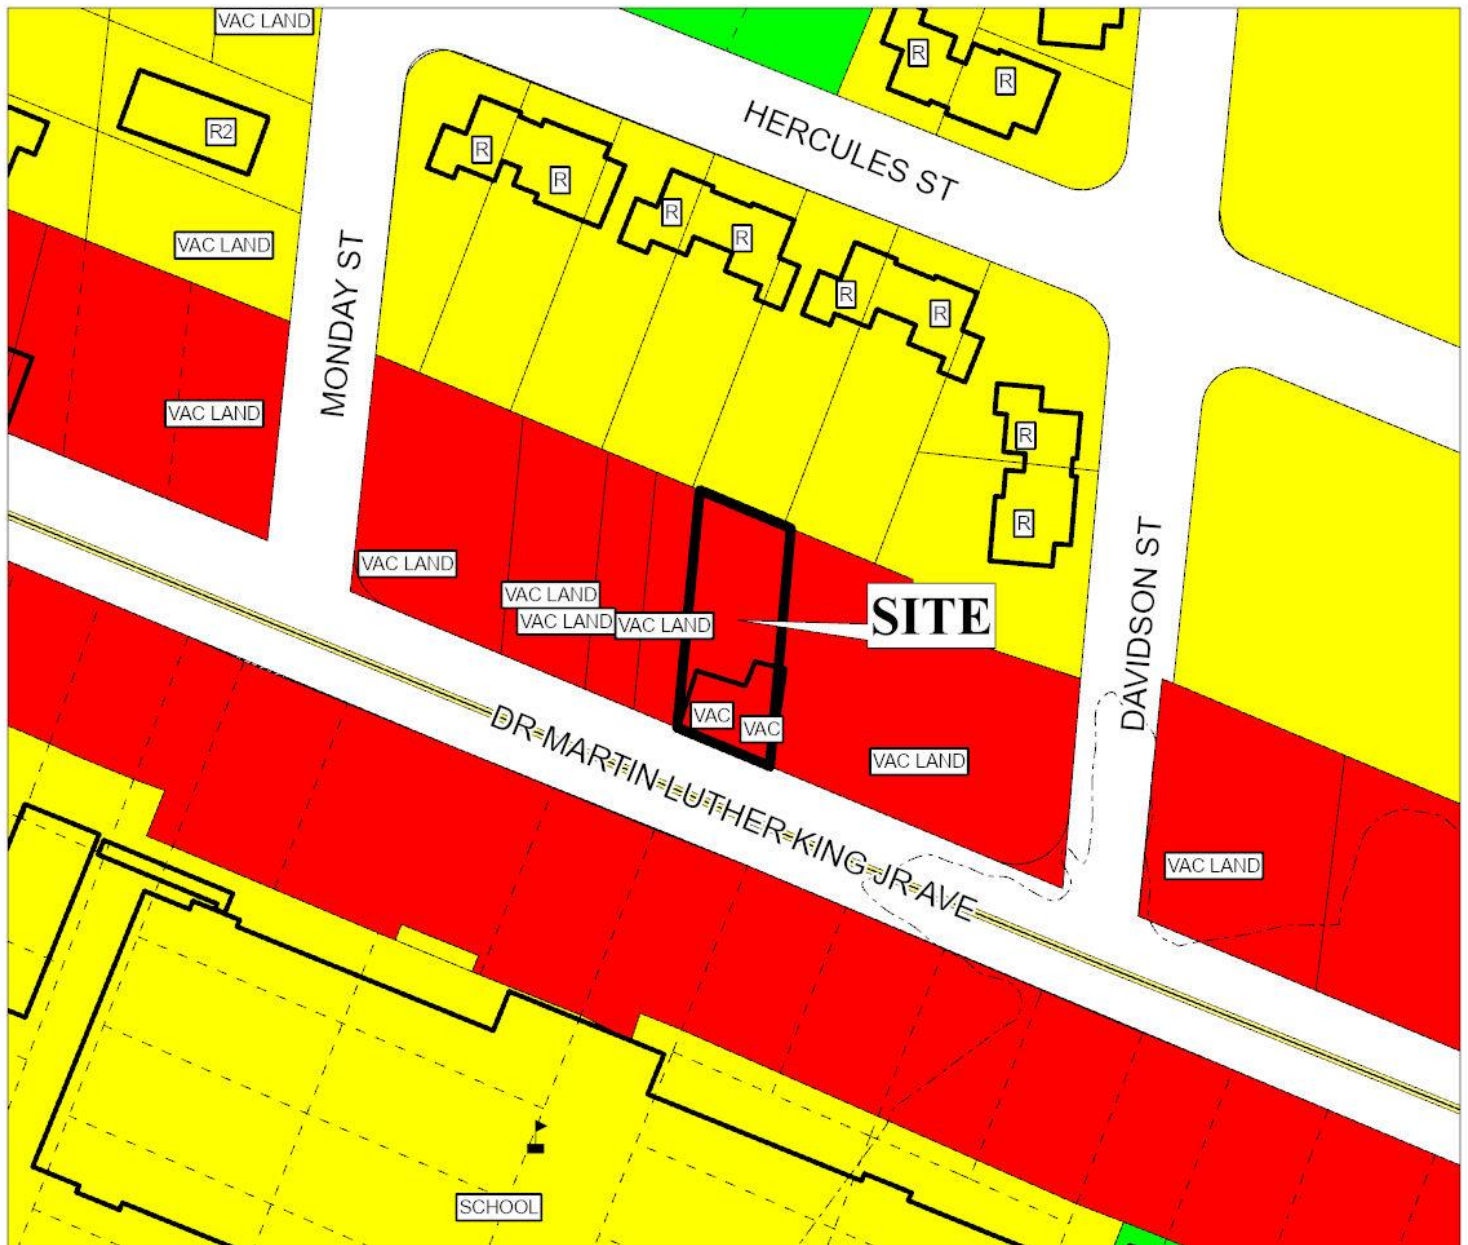 VAC LAND
R
R
R2
HERCULES ST
R
R
R
R
VAC LAND
R
R
MONDAY ST
VAC LAND
R
R
VAC LAND
VAC LAND
VAC LAND
VAC LAND
SITE
DAVIDSON ST
VAC
VAC
DR MARTIN LUTHER KING JR AVE
VAC LAND
VAC LAND
SCHOOL